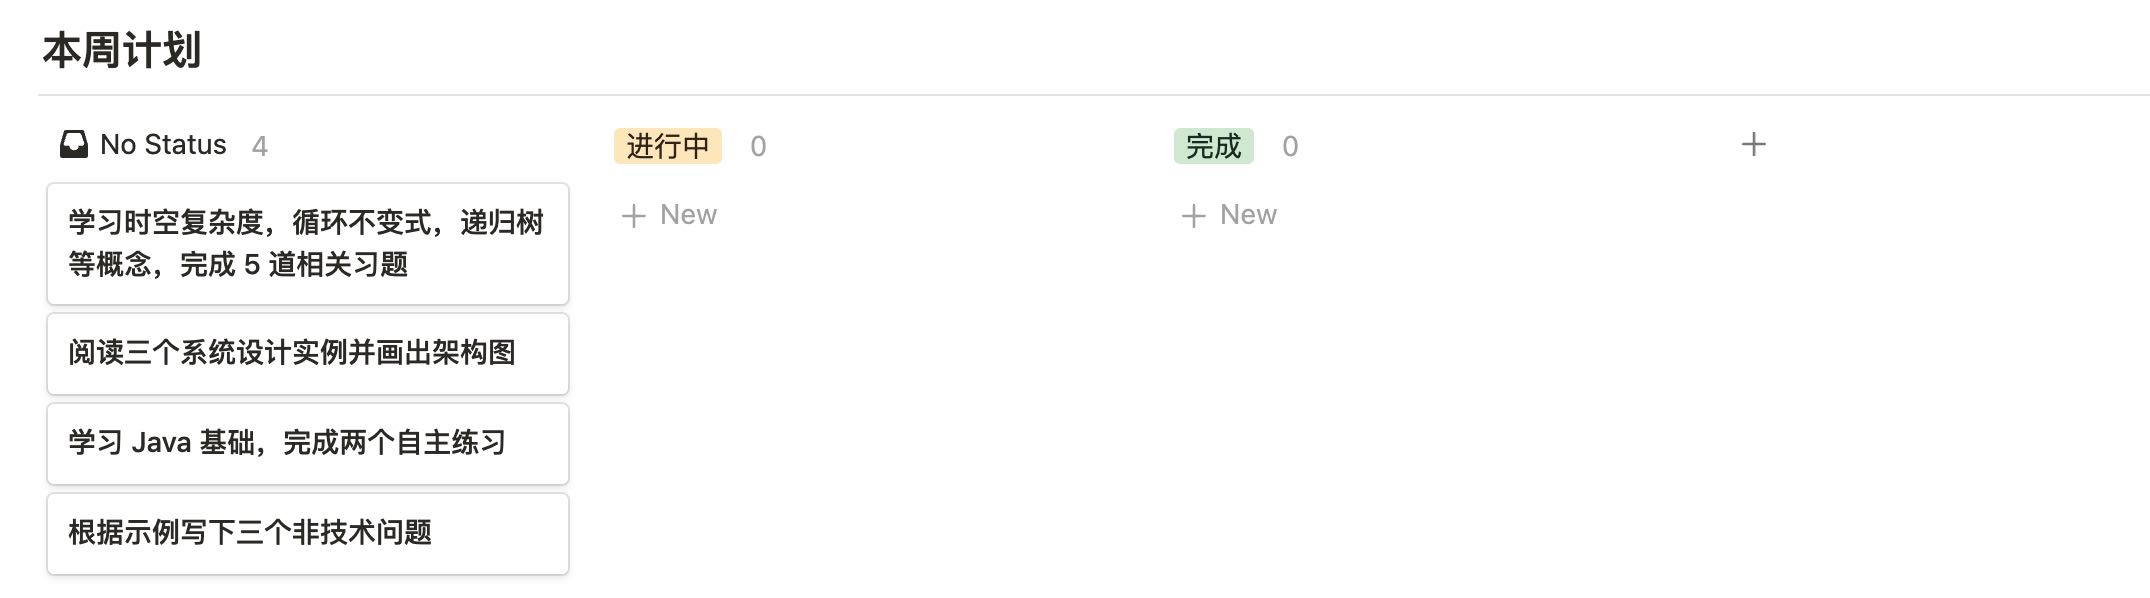 本周计划
No Status 4
进行中 0
完成 0
学习时空复杂度，循环不变式，递归树
等概念，完成 5 道相关习题
阅读三个系统设计实例并画出架构图
学习 Java 基础，完成两个自主练习
根据示例写下三个非技术问题
New
New